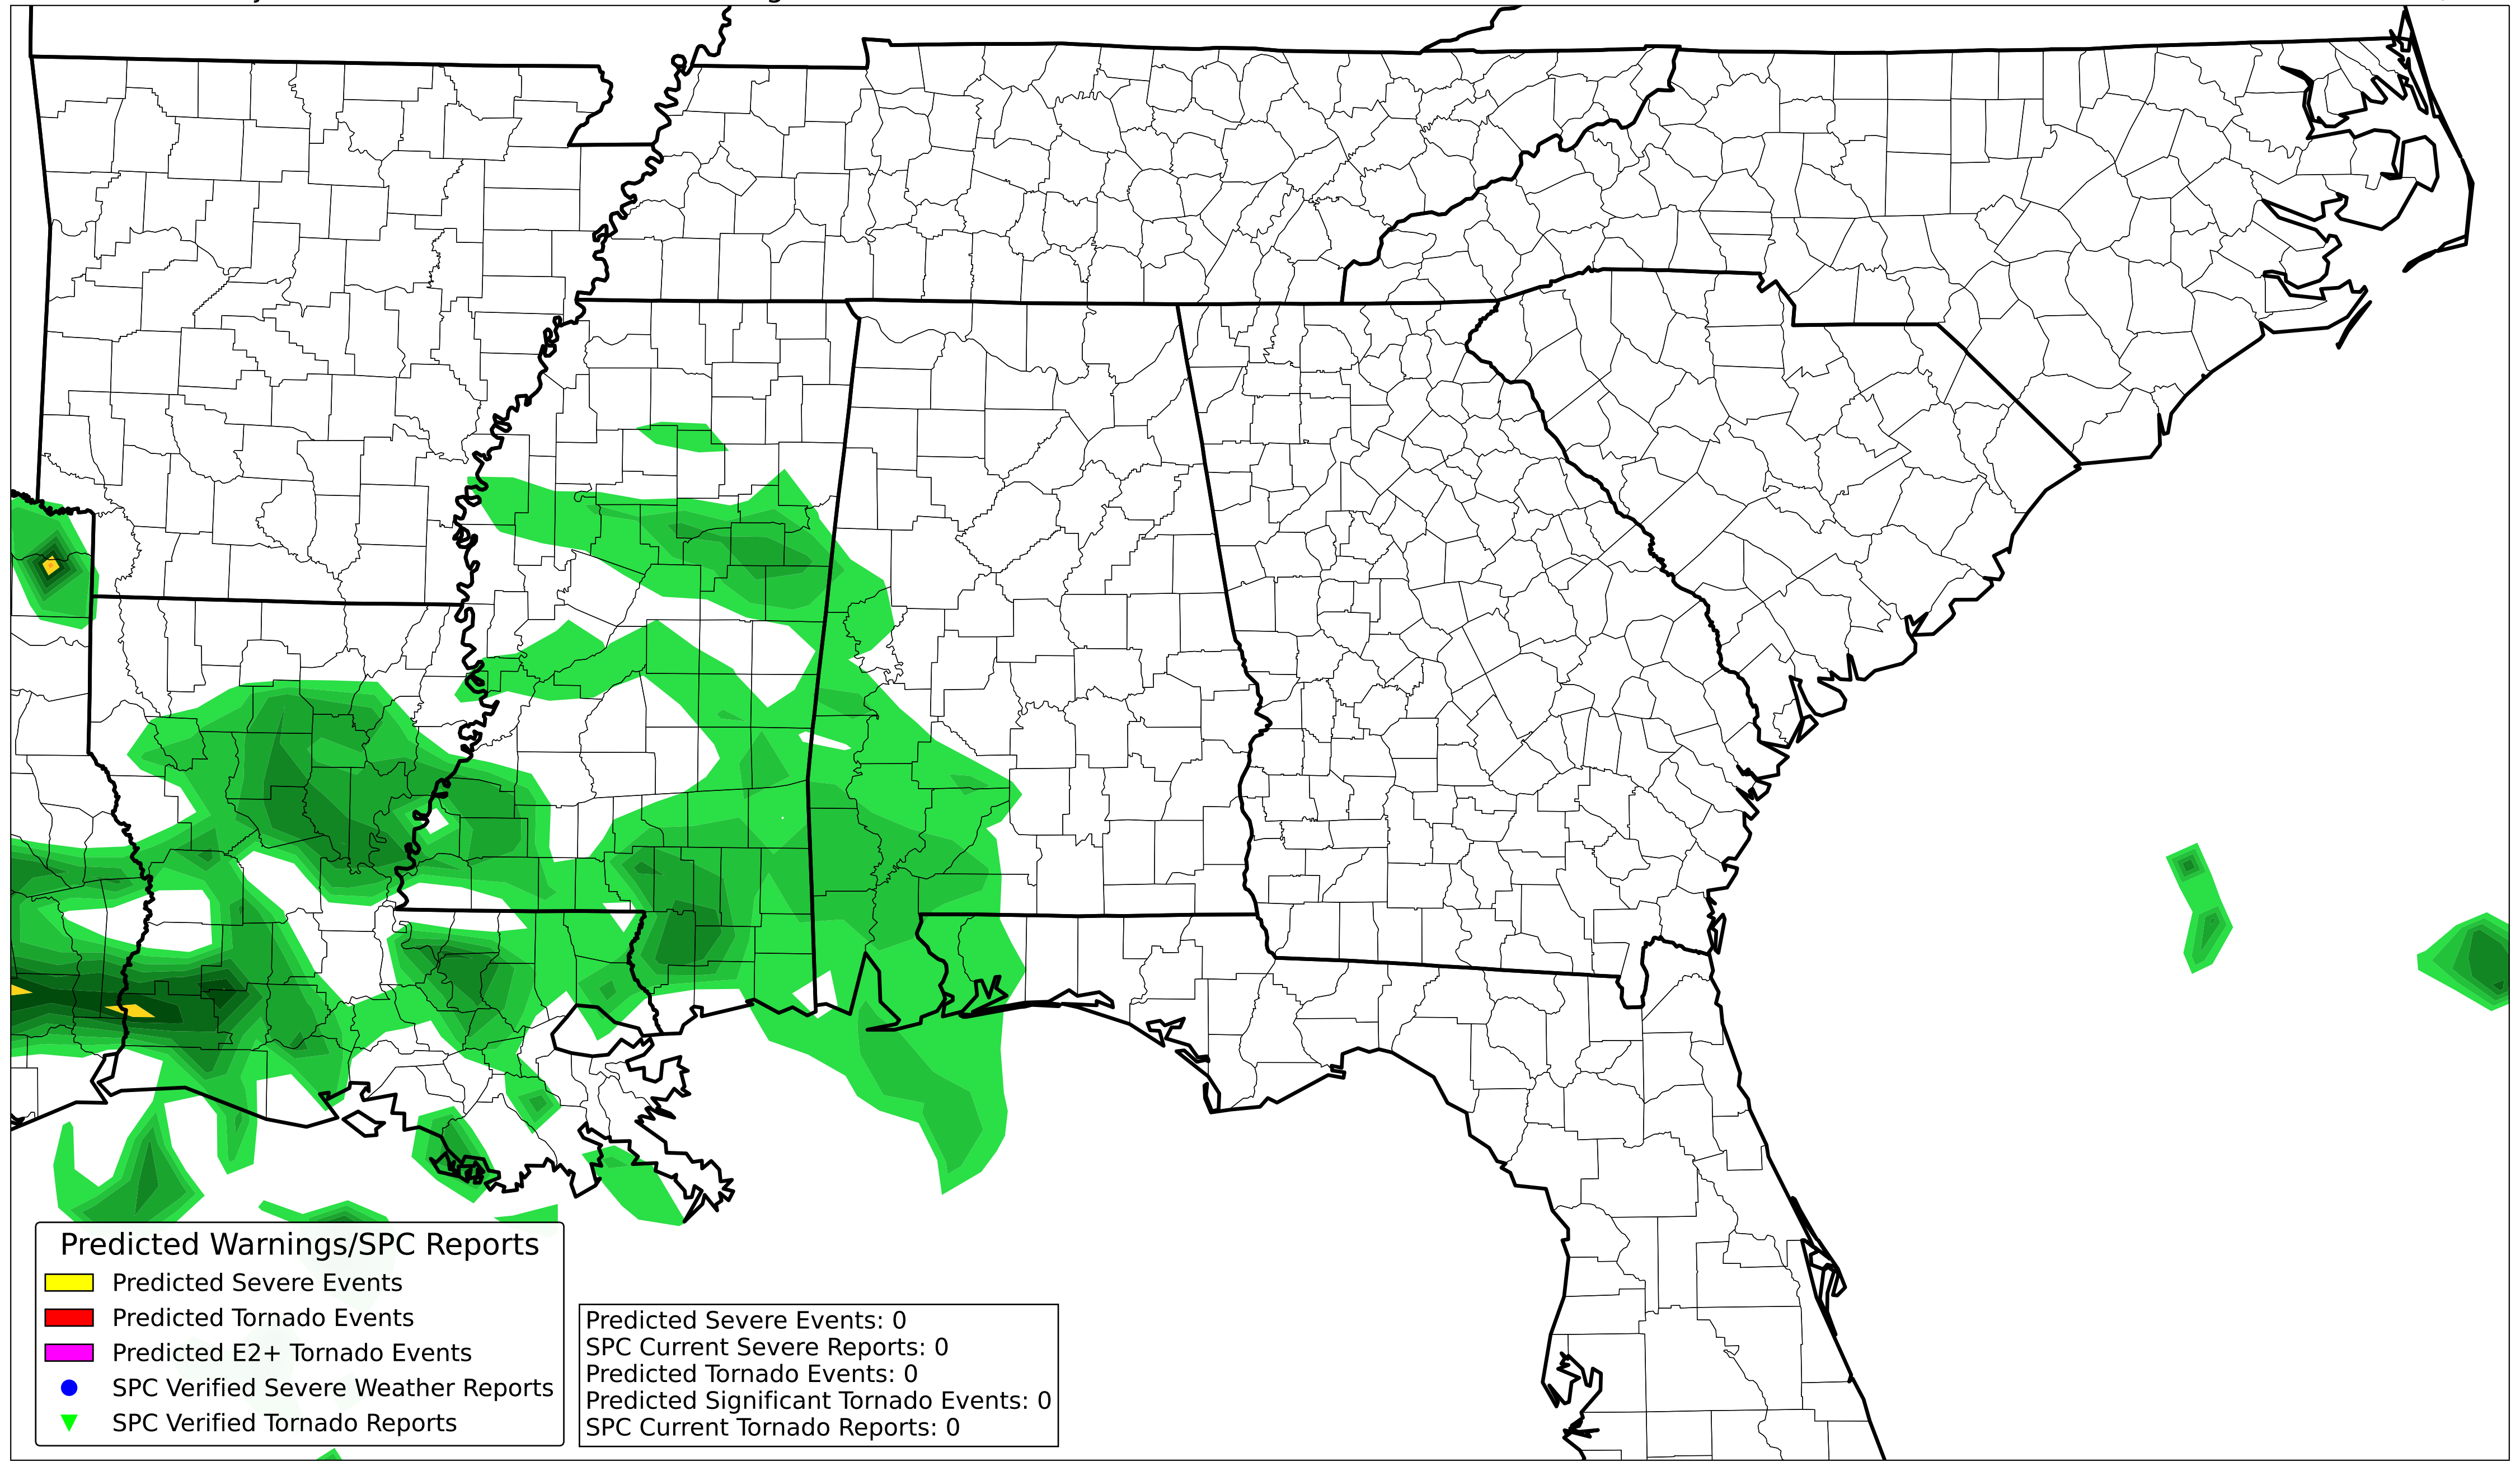 Predicted Warnings/SPC Reports
Predicted Severe Events
Predicted Tornado Events
Predicted E2+ Tornado Events
SPC Verified Severe Weather Reports
SPC Verified Tornado Reports
Predicted Severe Events: 0
SPC Current Severe Reports: 0
Predicted Tornado Events: 0
Predicted Significant Tornado Events: 0
SPC Current Tornado Reports: 0